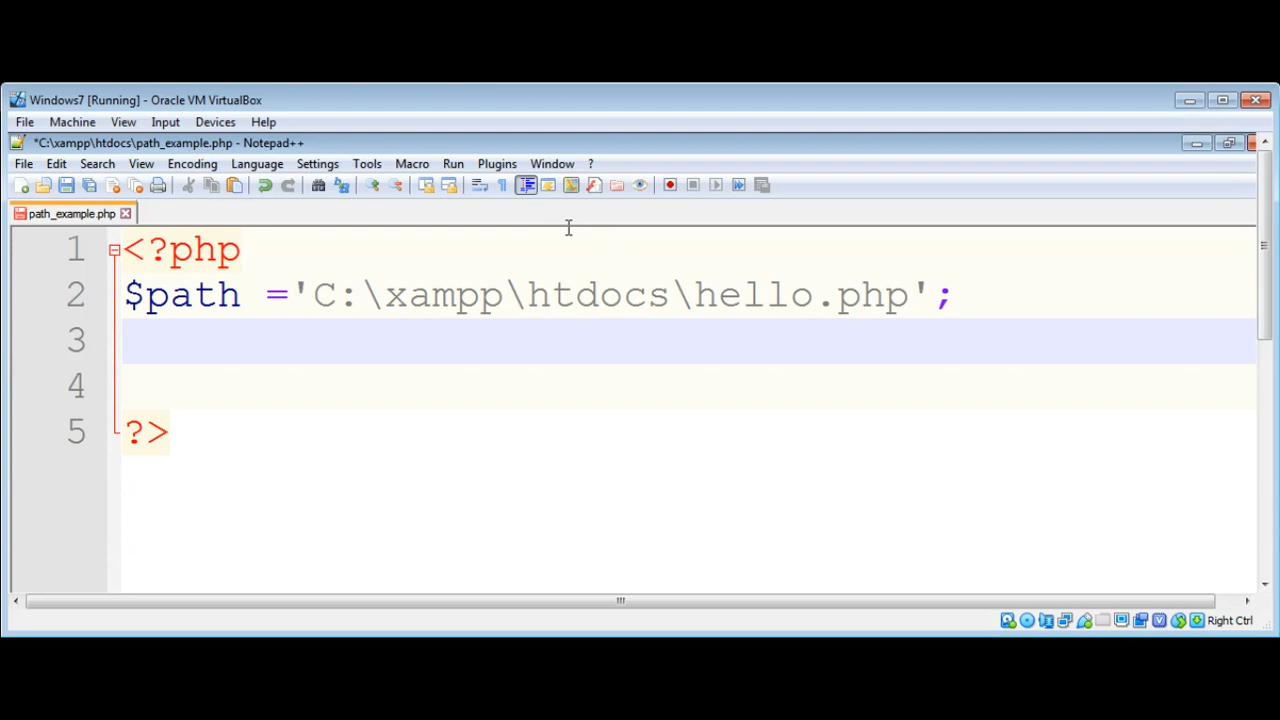 Windows7 [Running] - Oracle VM VirtualBox
File Machine View Input Devices Help
*C:\xampp\htdocs\path_example.php - Notepad++
File Edit Search View Encoding Language Settings Tools Macro Run Plugins Window ?
path_example.php
1 <?php
2 $path ='C:\xampp\htdocs\hello.php';
3
4
5 ?>
Right Ctrl